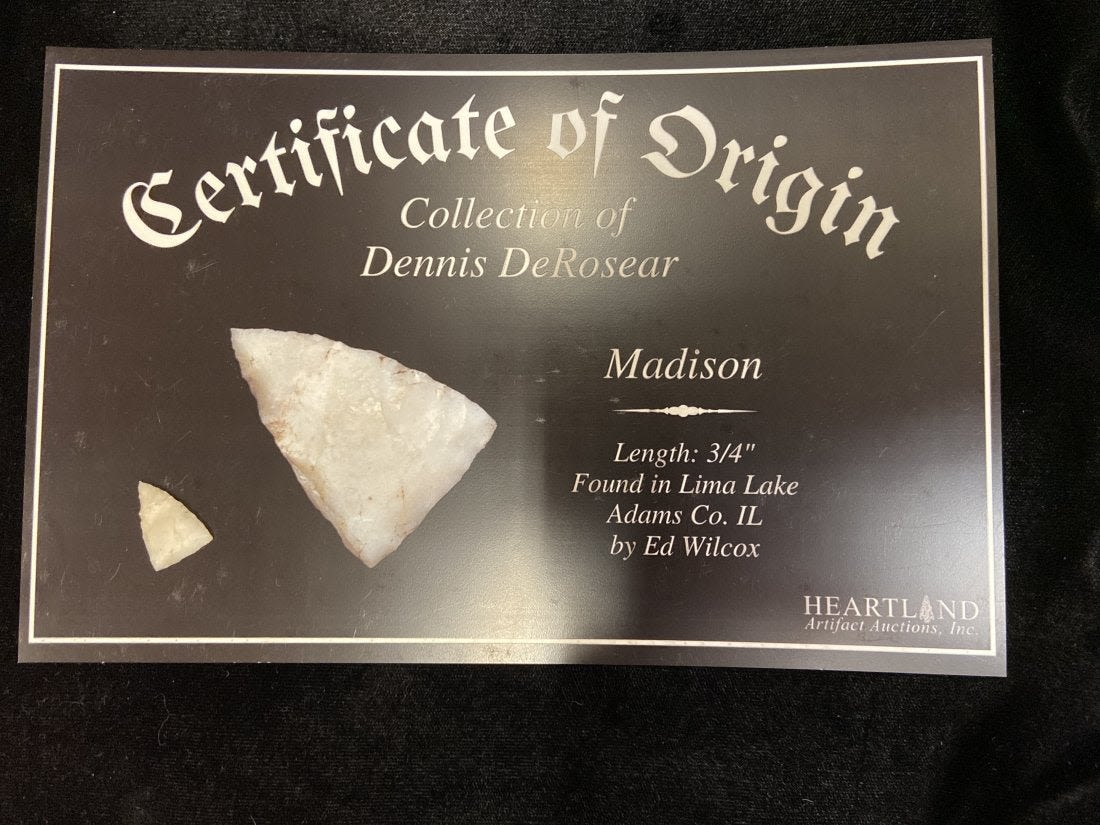 Certificate of Origin
Collection of
Dennis DeRosear
Madison
Length: 3/4"
Found in Lima Lake
Adams Co. IL
by Ed Wilcox
HEARTLAND
Artifact Auctions, Inc.